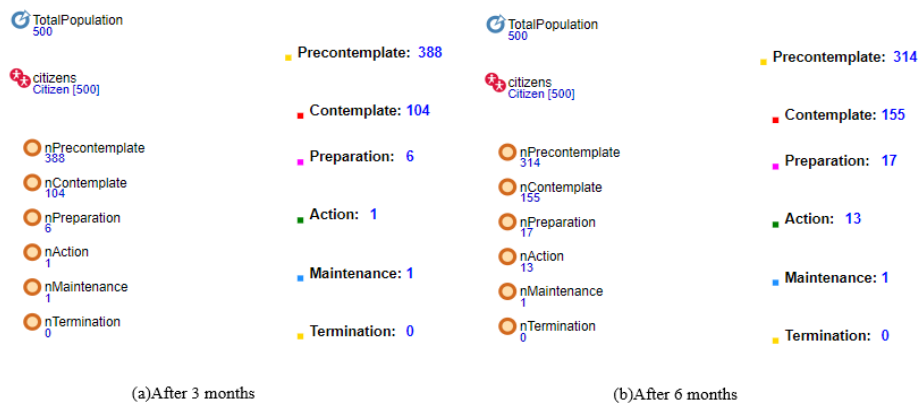 TotalPopulation
500
citizens
Citizen [500]
nPrecontemplate
388
nContemplate
104
nPreparation
6
nAction
1
nMaintenance
1
nTermination
0
Precontemplate: 388
Contemplate: 104
Preparation: 6
Action: 1
Maintenance: 1
Termination: 0
(a)After 3 months
TotalPopulation
500
citizens
Citizen [500]
nPrecontemplate
314
nContemplate
155
nPreparation
17
nAction
13
nMaintenance
1
nTermination
0
Precontemplate: 314
Contemplate: 155
Preparation: 17
Action: 13
Maintenance: 1
Termination: 0
(b)After 6 months